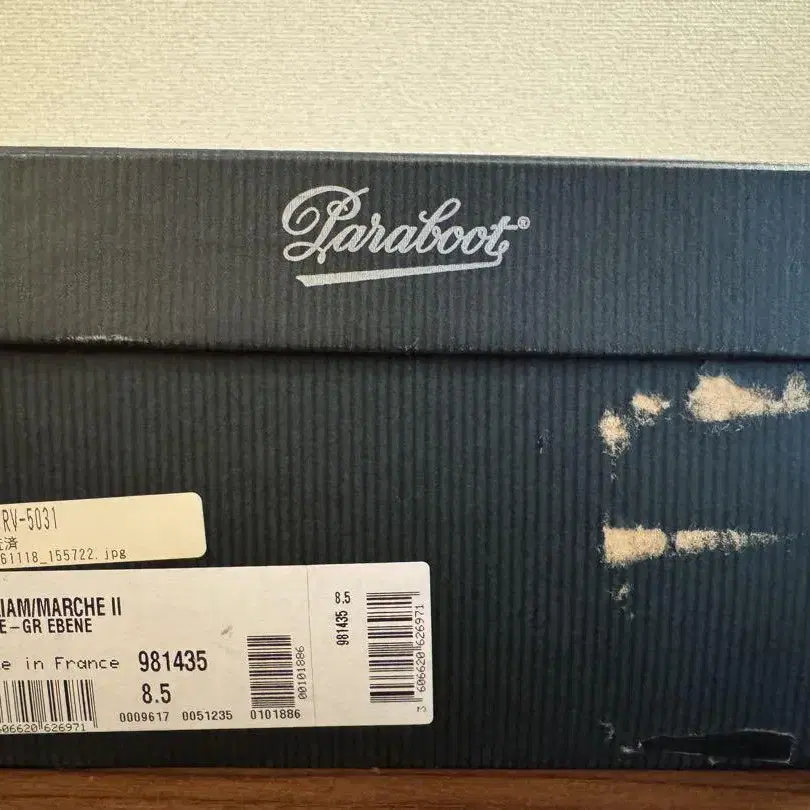 Paraboot®
RV-5031
済
61118_155722.jpg
IAM/MARCHE II
E-GR EBENE
e in France 981435
8.5
606620 626971
0009617 0051235 0101886
00101886
981435 8.5
3 606620 626971